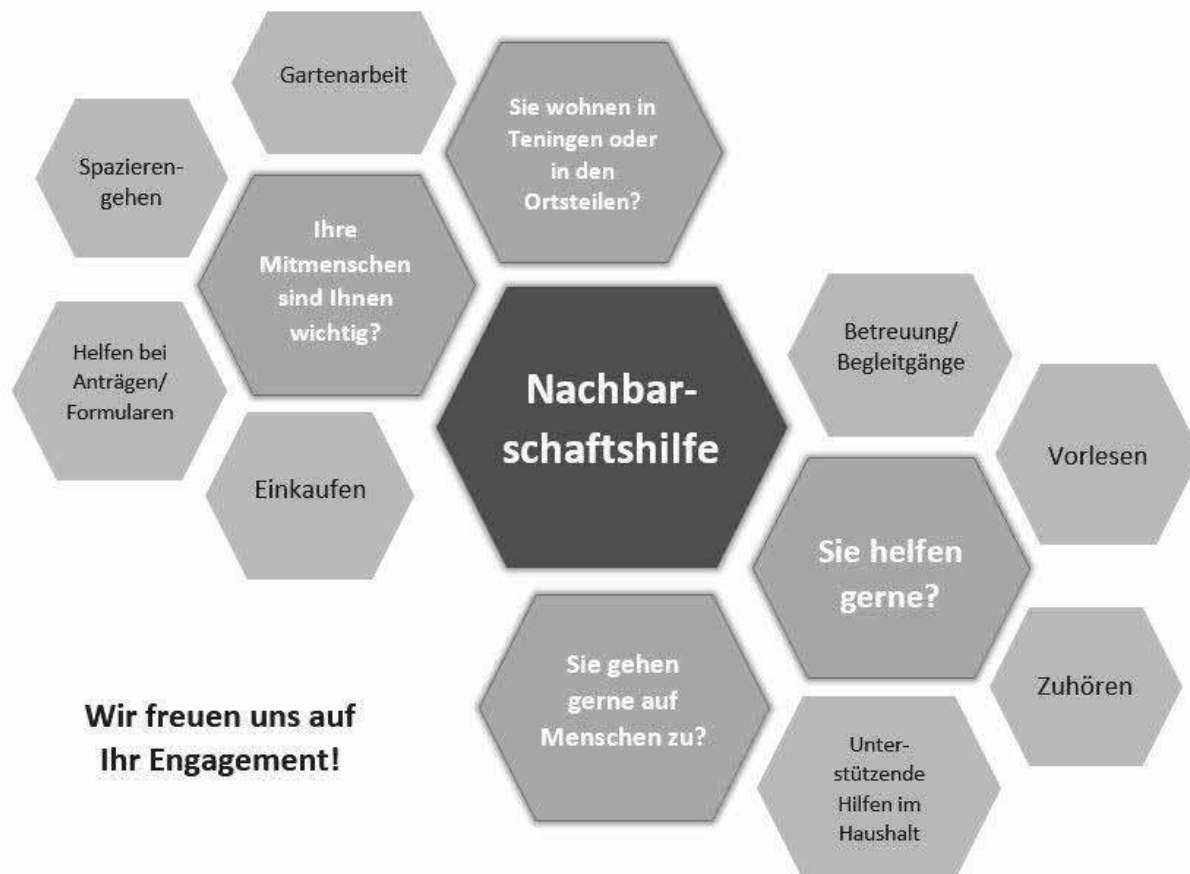 Gartenarbeit
Sie wohnen in
Teningen oder
in den
Ortsteilen?
Spazieren-
gehen
Ihre
Mitmenschen
sind Ihnen
wichtig?
Helfen bei
Anträgen/
Formularen
Einkaufen
Nachbar-
schaftshilfe
Betreuung/
Begleitgänge
Vorlesen
Sie helfen
gerne?
Zuhören
Sie gehen
gerne auf
Menschen zu?
Unter-
stützende
Hilfen im
Haushalt
Wir freuen uns auf
Ihr Engagement!